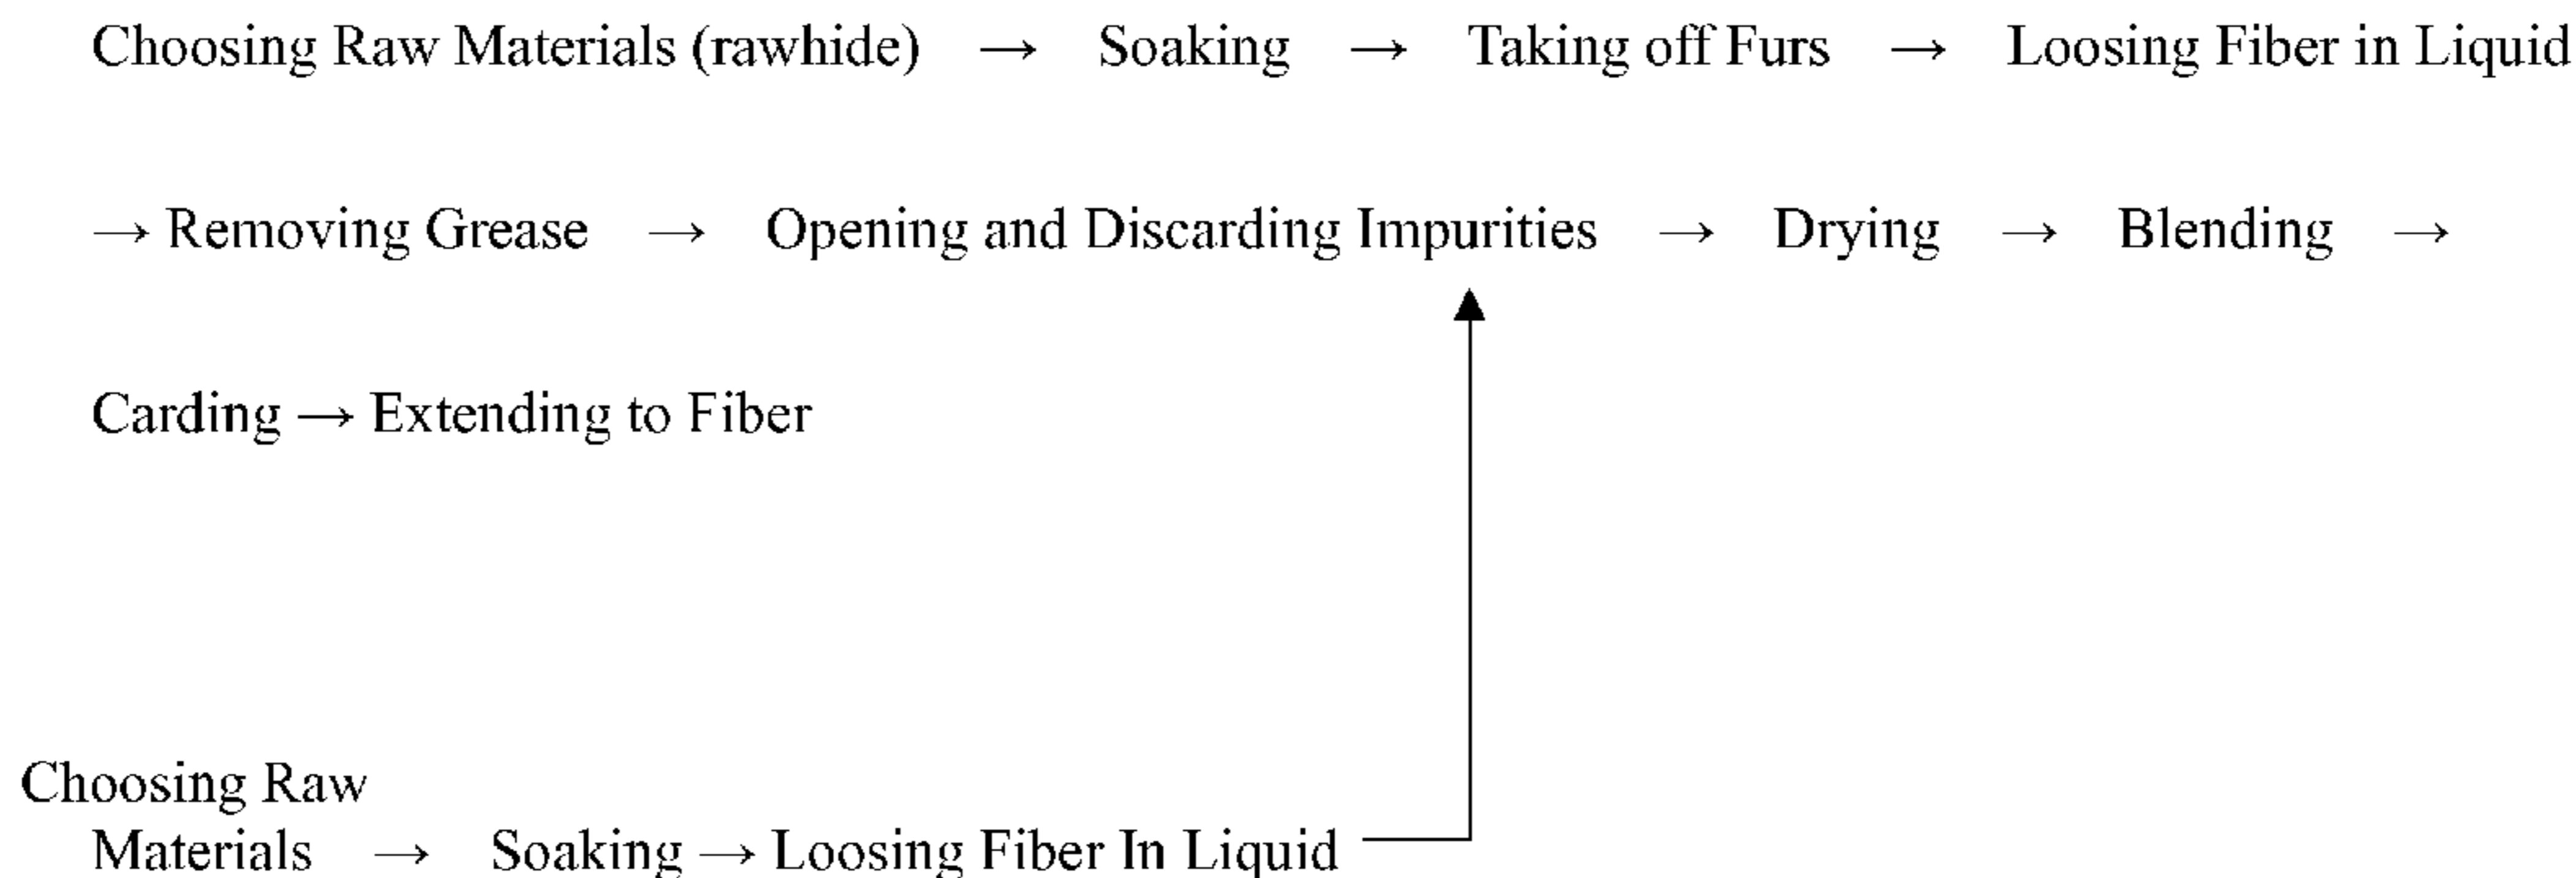 Choosing Raw Materials (rawhide) → Soaking → Taking off Furs → Loosing Fiber in Liquid
→ Removing Grease → Opening and Discarding Impurities → Drying → Blending →
Carding → Extending to Fiber
Choosing Raw
Materials → Soaking → Loosing Fiber In Liquid